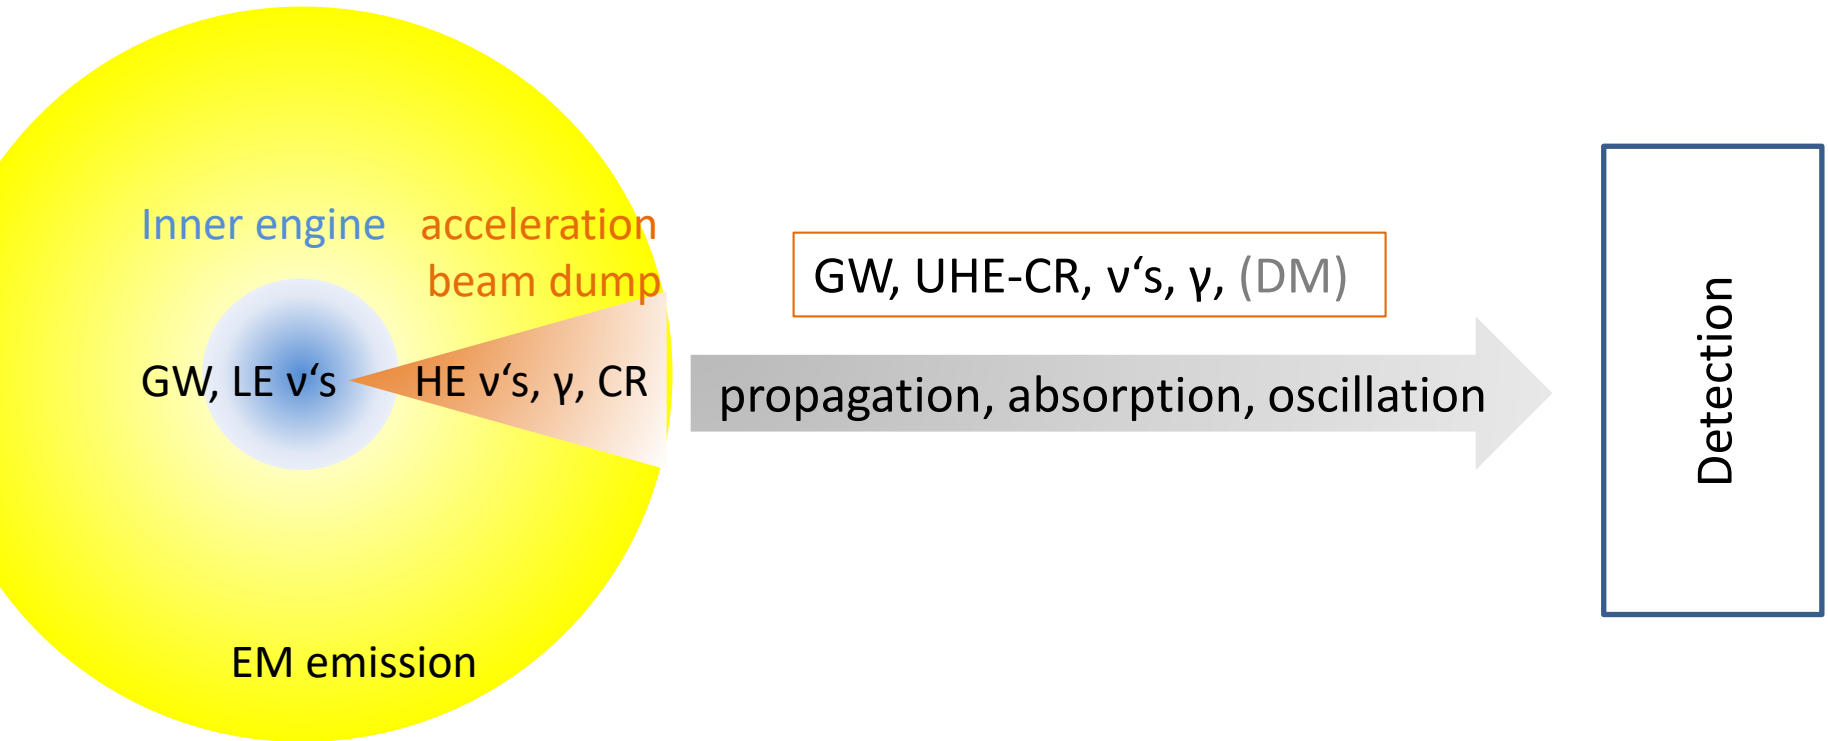 Inner engine
acceleration
beam dump
GW, LE ν‘s
HE ν‘s, γ, CR
EM emission
GW, UHE-CR, ν‘s, γ, (DM)
propagation, absorption, oscillation
Detection